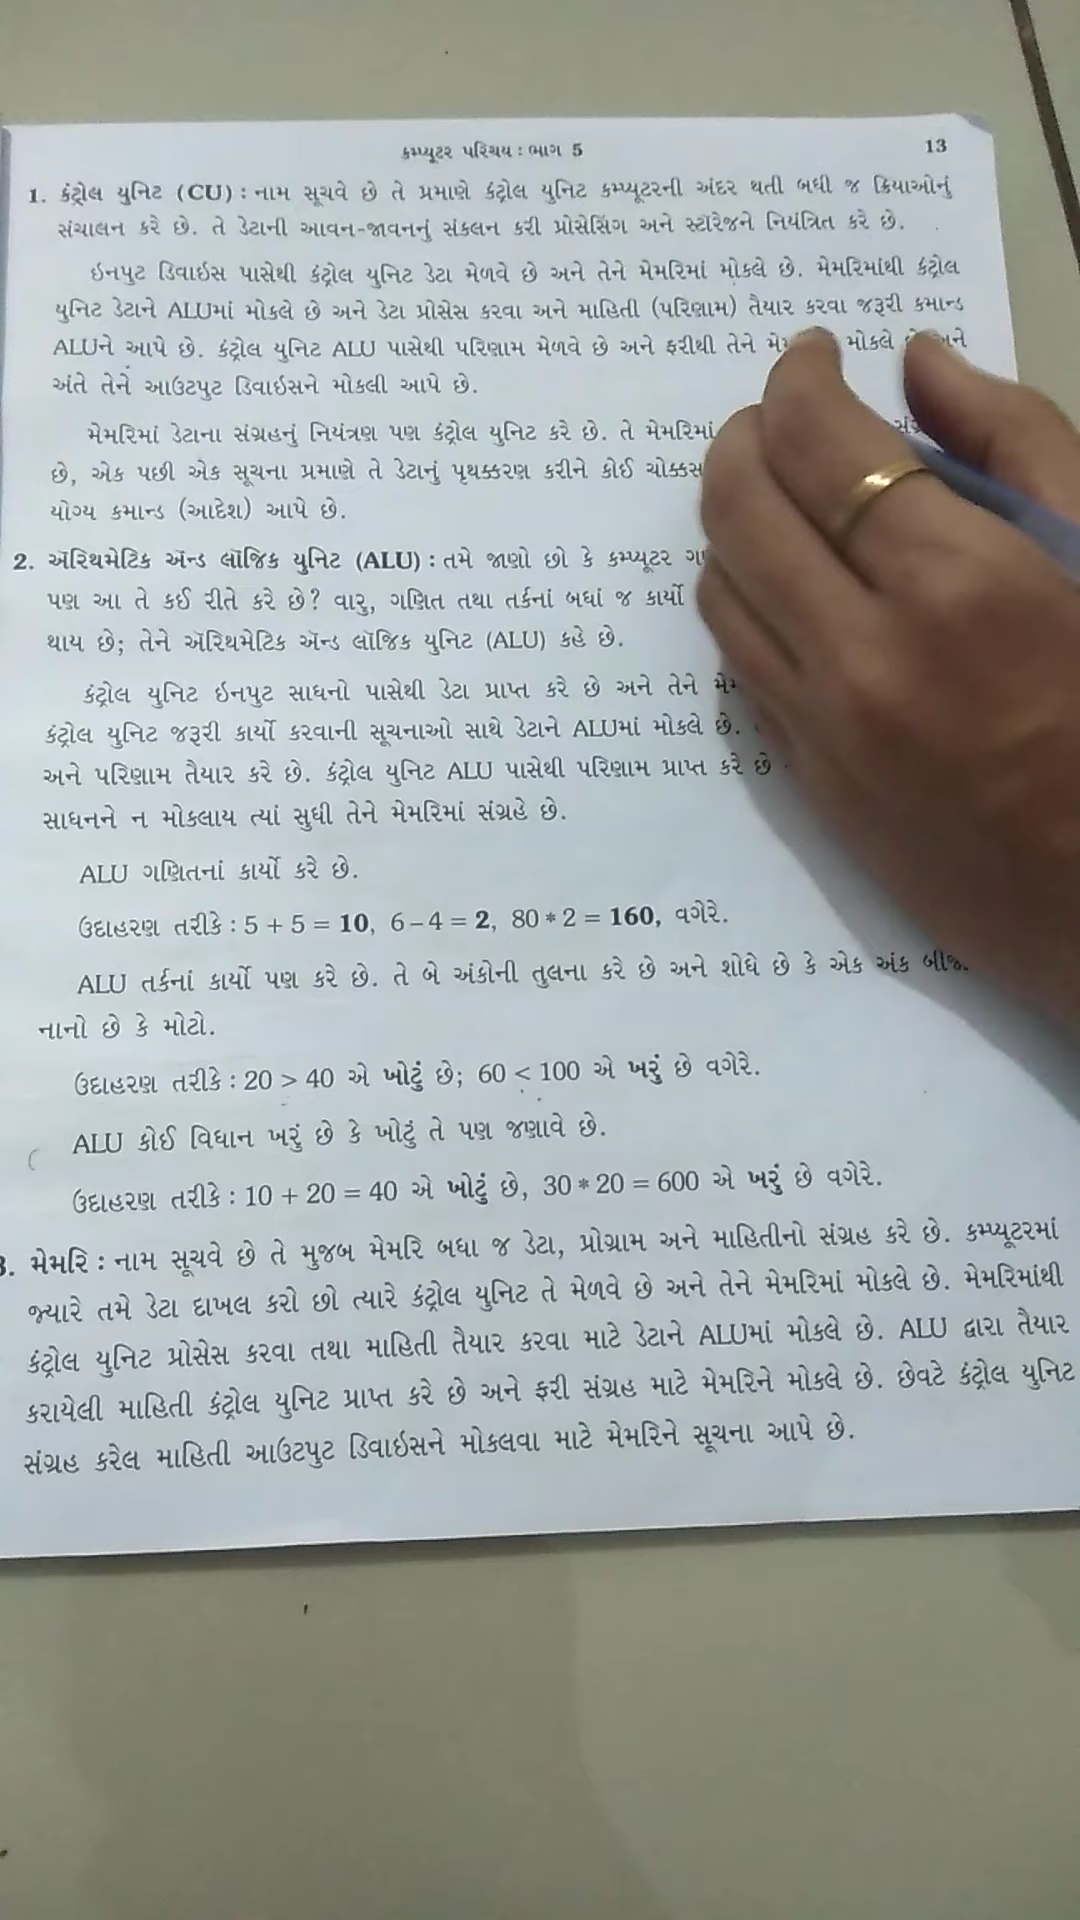 કમ્પ્યૂટર પરિચય : ભાગ 5
13
1. કંટ્રોલ યુનિટ (CU) : નામ સૂચવે છે તે પ્રમાણે કંટ્રોલ યુનિટ કમ્પ્યૂટરની અંદર થતી બધી જ ક્રિયાઓનું
સંચાલન કરે છે. તે ડેટાની આવન-જાવનનું સંકલન કરી પ્રોસેસિંગ અને સ્ટૉરેજને નિયંત્રિત કરે છે.
ઇનપુટ ડિવાઇસ પાસેથી કંટ્રોલ યુનિટ ડેટા મેળવે છે અને તેને મેમરિમાં મોકલે છે. મેમરિમાંથી કંટ્રોલ
યુનિટ ડેટાને ALUમાં મોકલે છે અને ડેટા પ્રોસેસ કરવા અને માહિતી (પરિણામ) તૈયાર કરવા જરૂરી કમાન્ડ
ALUને આપે છે. કંટ્રોલ યુનિટ ALU પાસેથી પરિણામ મેળવે છે અને ફરીથી તેને મોકલે અને
અંતે તેને આઉટપુટ ડિવાઇસને મોકલી આપે છે.
મેમરિમાં ડેટાના સંગ્રહનું નિયંત્રણ પણ કંટ્રોલ યુનિટ કરે છે. તે મેમરિમાં
છે, એક પછી એક સૂચના પ્રમાણે તે ડેટાનું પૃથક્કરણ કરીને કોઈ ચોક્કસ
યોગ્ય કમાન્ડ (આદેશ) આપે છે.
2. ઍરિથમેટિક ઍન્ડ લૉજિક યુનિટ (ALU) : તમે જાણો છો કે કમ્પ્યૂટર
પણ આ તે કઈ રીતે કરે છે? વારુ, ગણિત તથા તર્કનાં બધાં જ કાર્યો
થાય છે; તેને ઍરિથમેટિક ઍન્ડ લૉજિક યુનિટ (ALU) કહે છે.
કંટ્રોલ યુનિટ ઇનપુટ સાધનો પાસેથી ડેટા પ્રાપ્ત કરે છે અને તેને
કંટ્રોલ યુનિટ જરૂરી કાર્યો કરવાની સૂચનાઓ સાથે ડેટાને ALUમાં મોકલે છે.
અને પરિણામ તૈયાર કરે છે. કંટ્રોલ યુનિટ ALU પાસેથી પરિણામ પ્રાપ્ત કરે છે
સાધનને ન મોકલાય ત્યાં સુધી તેને મેમરિમાં સંગ્રહે છે.
ALU ગણિતનાં કાર્યો કરે છે.
ઉદાહરણ તરીકે : 5 + 5 = 10, 6 – 4 = 2, 80 * 2 = 160, વગેરે.
ALU તર્કનાં કાર્યો પણ કરે છે. તે બે અંકોની તુલના કરે છે અને શોધે છે કે એક અંક
નાનો છે કે મોટો.
ઉદાહરણ તરીકે : 20 > 40 એ ખોટું છે; 60 < 100 એ ખરું છે વગેરે.
ALU કોઈ વિધાન ખરું છે કે ખોટું તે પણ જણાવે છે.
ઉદાહરણ તરીકે : 10 + 20 = 40 એ ખોટું છે, 30 * 20 = 600 એ ખરું છે વગેરે.
3. મેમરિ : નામ સૂચવે છે તે મુજબ મેમરિ બધા જ ડેટા, પ્રોગ્રામ અને માહિતીનો સંગ્રહ કરે છે. કમ્પ્યૂટરમાં
જ્યારે તમે ડેટા દાખલ કરો છો ત્યારે કંટ્રોલ યુનિટ તે મેળવે છે અને તેને મેમરિમાં મોકલે છે. મેમરિમાંથી
કંટ્રોલ યુનિટ પ્રોસેસ કરવા તથા માહિતી તૈયાર કરવા માટે ડેટાને ALUમાં મોકલે છે. ALU દ્વારા તૈયાર
કરાયેલી માહિતી કંટ્રોલ યુનિટ પ્રાપ્ત કરે છે અને ફરી સંગ્રહ માટે મેમરિને મોકલે છે. છેવટે કંટ્રોલ યુનિટ
સંગ્રહ કરેલ માહિતી આઉટપુટ ડિવાઇસને મોકલવા માટે મેમરિને સૂચના આપે છે.